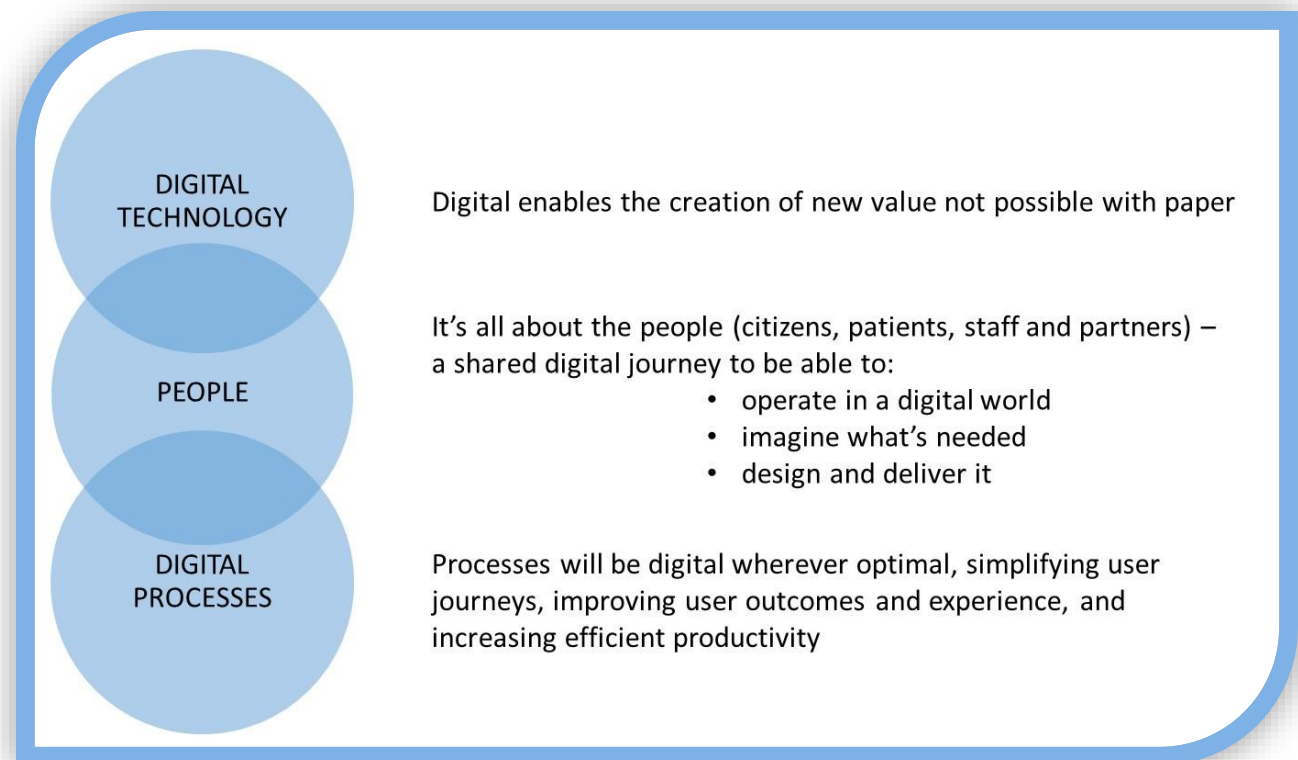 DIGITAL
TECHNOLOGY
Digital enables the creation of new value not possible with paper
PEOPLE
It’s all about the people (citizens, patients, staff and partners) –
a shared digital journey to be able to:
• operate in a digital world
• imagine what’s needed
• design and deliver it
DIGITAL
PROCESSES
Processes will be digital wherever optimal, simplifying user
journeys, improving user outcomes and experience, and
increasing efficient productivity